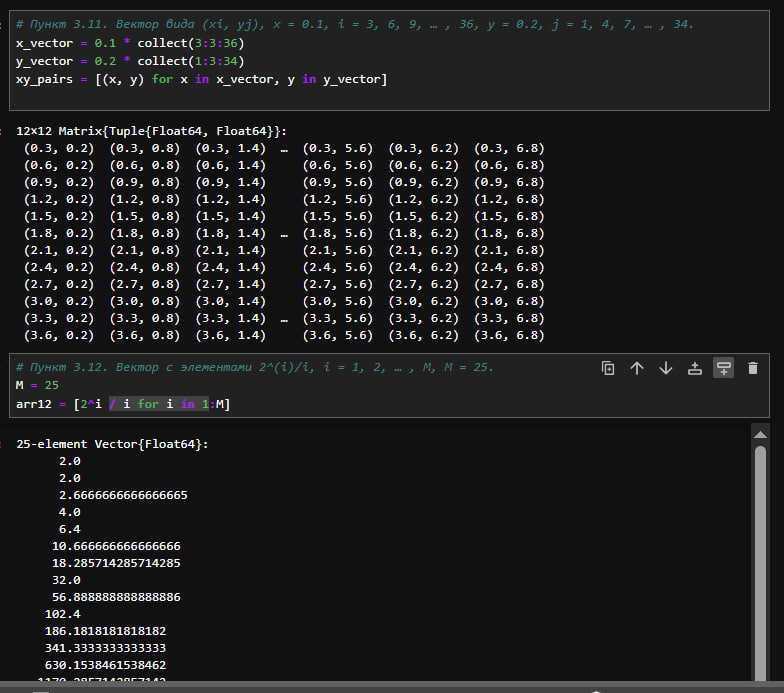 # Пункт 3.11. Вектор вида (xi, yj), x = 0.1, i = 3, 6, 9, … , 36, y = 0.2, j = 1, 4, 7, … , 34.
x_vector = 0.1 * collect(3:3:36)
y_vector = 0.2 * collect(1:3:34)
xy_pairs = [(x, y) for x in x_vector, y in y_vector]
12×12 Matrix{Tuple{Float64, Float64}}:
(0.3, 0.2) (0.3, 0.8) (0.3, 1.4) … (0.3, 5.6) (0.3, 6.2) (0.3, 6.8)
(0.6, 0.2) (0.6, 0.8) (0.6, 1.4) (0.6, 5.6) (0.6, 6.2) (0.6, 6.8)
(0.9, 0.2) (0.9, 0.8) (0.9, 1.4) (0.9, 5.6) (0.9, 6.2) (0.9, 6.8)
(1.2, 0.2) (1.2, 0.8) (1.2, 1.4) (1.2, 5.6) (1.2, 6.2) (1.2, 6.8)
(1.5, 0.2) (1.5, 0.8) (1.5, 1.4) (1.5, 5.6) (1.5, 6.2) (1.5, 6.8)
(1.8, 0.2) (1.8, 0.8) (1.8, 1.4) … (1.8, 5.6) (1.8, 6.2) (1.8, 6.8)
(2.1, 0.2) (2.1, 0.8) (2.1, 1.4) (2.1, 5.6) (2.1, 6.2) (2.1, 6.8)
(2.4, 0.2) (2.4, 0.8) (2.4, 1.4) (2.4, 5.6) (2.4, 6.2) (2.4, 6.8)
(2.7, 0.2) (2.7, 0.8) (2.7, 1.4) (2.7, 5.6) (2.7, 6.2) (2.7, 6.8)
(3.0, 0.2) (3.0, 0.8) (3.0, 1.4) (3.0, 5.6) (3.0, 6.2) (3.0, 6.8)
(3.3, 0.2) (3.3, 0.8) (3.3, 1.4) … (3.3, 5.6) (3.3, 6.2) (3.3, 6.8)
(3.6, 0.2) (3.6, 0.8) (3.6, 1.4) (3.6, 5.6) (3.6, 6.2) (3.6, 6.8)
# Пункт 3.12. Вектор с элементами 2^(i)/i, i = 1, 2, … , M, M = 25.
M = 25
arr12 = [2^i / i for i in 1:M]
25-element Vector{Float64}:
2.0
2.0
2.6666666666666665
4.0
6.4
10.666666666666666
18.285714285714285
32.0
56.888888888888886
102.4
186.1818181818182
341.3333333333333
630.1538461538462
1170.2857142857142